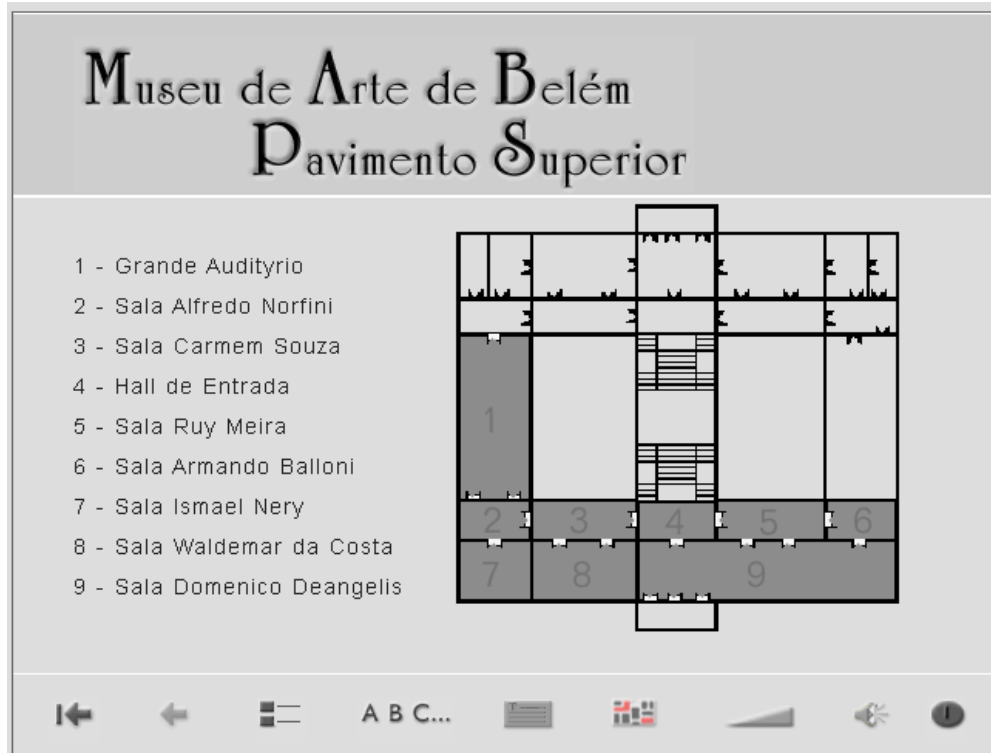 Museu de Arte de Belém
Pavimento Superior
1 - Grande Audityrio
2 - Sala Alfredo Norfini
3 - Sala Carmem Souza
4 - Hall de Entrada
5 - Sala Ruy Meira
6 - Sala Armando Balloni
7 - Sala Ismael Nery
8 - Sala Waldemar da Costa
9 - Sala Domenico Deangelis
1
2 3 4 5 6
7 8 9
A B C...